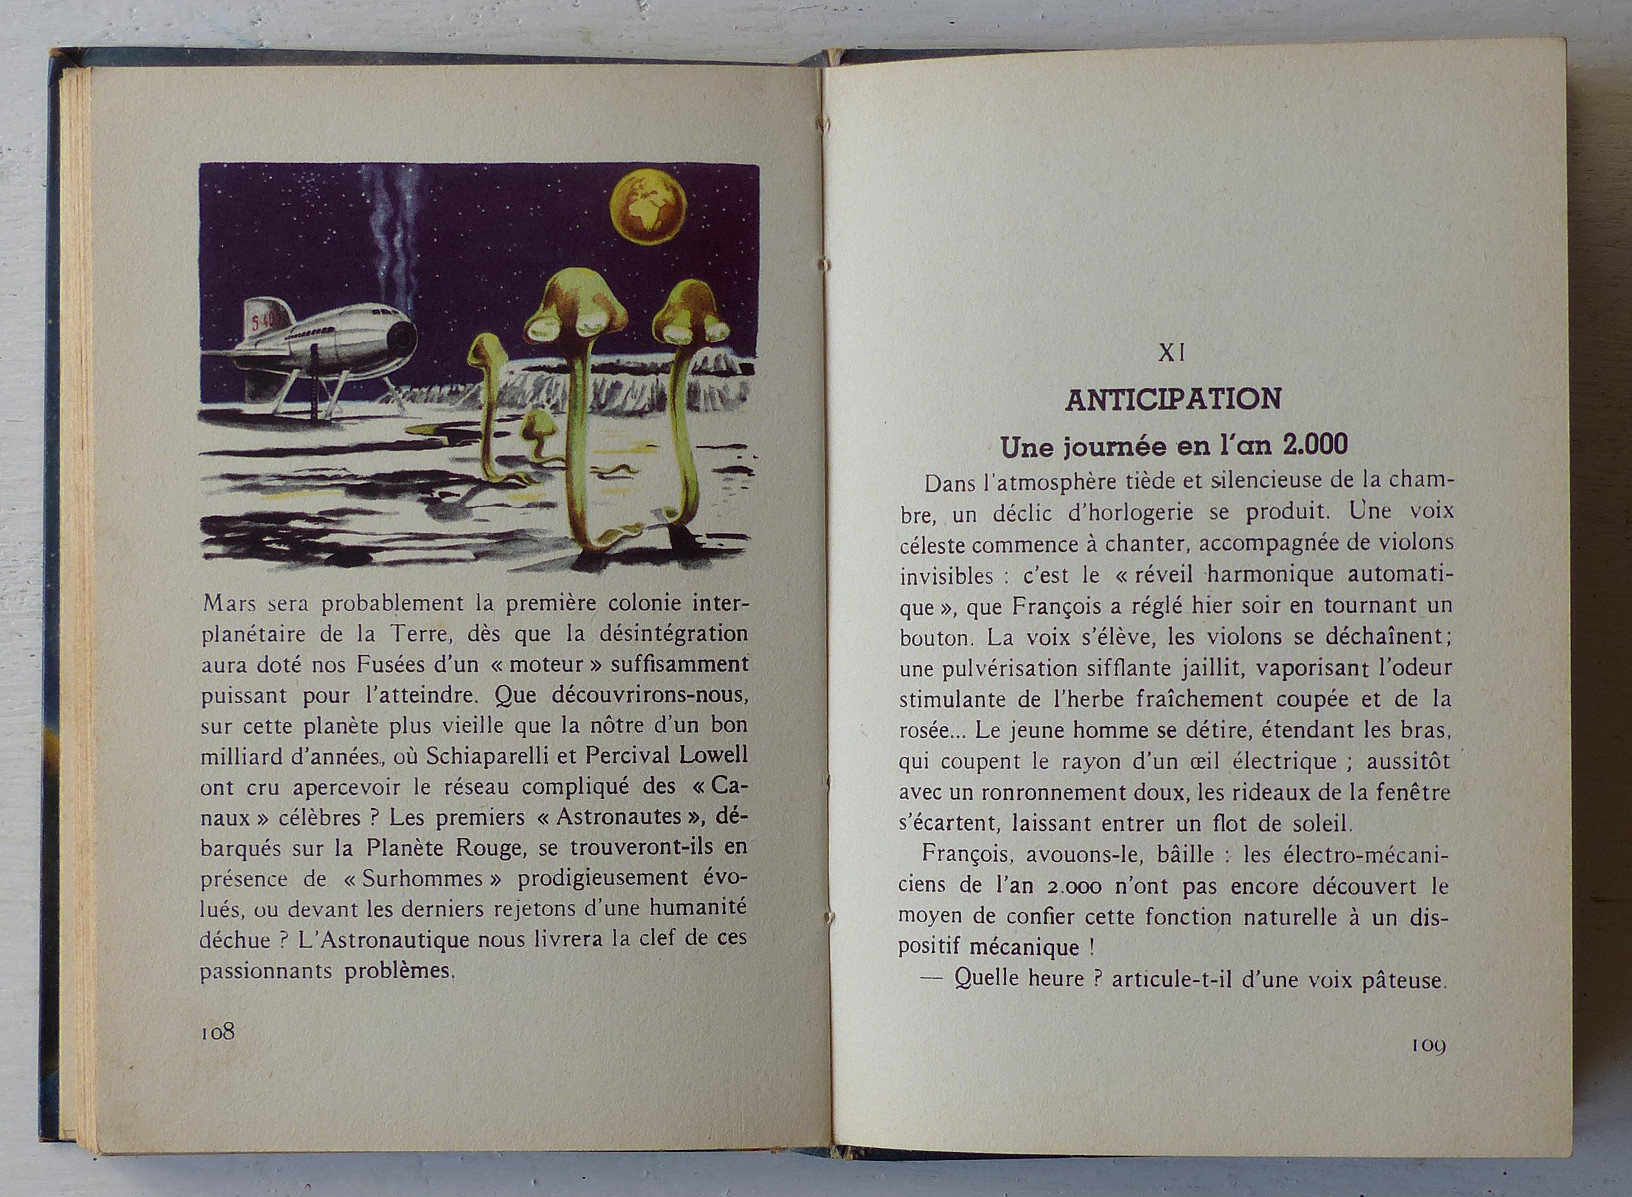 S-40
Mars sera probablement la première colonie inter-
planétaire de la Terre, dès que la désintégration
aura doté nos Fusées d'un « moteur » suffisamment
puissant pour l'atteindre. Que découvrirons-nous,
sur cette planète plus vieille que la nôtre d'un bon
milliard d'années, où Schiaparelli et Percival Lowell
ont cru apercevoir le réseau compliqué des « Ca-
naux » célèbres ? Les premiers « Astronautes », dé-
barqués sur la Planète Rouge, se trouveront-ils en
présence de « Surhommes » prodigieusement évo-
lués, ou devant les derniers rejetons d'une humanité
déchue ? L'Astronautique nous livrera la clef de ces
passionnants problèmes.
108
XI
ANTICIPATION
Une journée en l'an 2.000
Dans l'atmosphère tiède et silencieuse de la cham-
bre, un déclic d'horlogerie se produit. Une voix
céleste commence à chanter, accompagnée de violons
invisibles : c'est le « réveil harmonique automati-
que », que François a réglé hier soir en tournant un
bouton. La voix s'élève, les violons se déchaînent ;
une pulvérisation sifflante jaillit, vaporisant l'odeur
stimulante de l'herbe fraîchement coupée et de la
rosée... Le jeune homme se détire, étendant les bras,
qui coupent le rayon d'un œil électrique ; aussitôt
avec un ronronnement doux, les rideaux de la fenêtre
s'écartent, laissant entrer un flot de soleil.
François, avouons-le, bâille : les électro-mécani-
ciens de l'an 2.000 n'ont pas encore découvert le
moyen de confier cette fonction naturelle à un dis-
positif mécanique !
— Quelle heure ? articule-t-il d'une voix pâteuse.
109